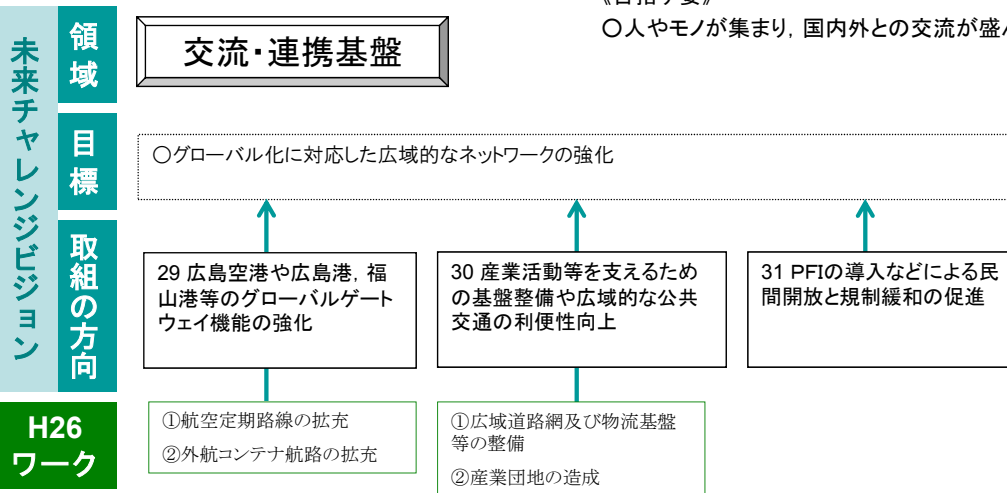 《目指す姿》
〇人やモノが集まり，国内外との交流が盛
未来チャレンジビジョン
領域
交流・連携基盤
目標
〇グローバル化に対応した広域的なネットワークの強化
取組の方向
29 広島空港や広島港，福
山港等のグローバルゲート
ウェイ機能の強化
30 産業活動等を支えるため
の基盤整備や広域的な公共
交通の利便性向上
31 PFIの導入などによる民
間開放と規制緩和の促進
H26
ワーク
①航空定期路線の拡充
②外航コンテナ航路の拡充
①広域道路網及び物流基盤
等の整備
②産業団地の造成